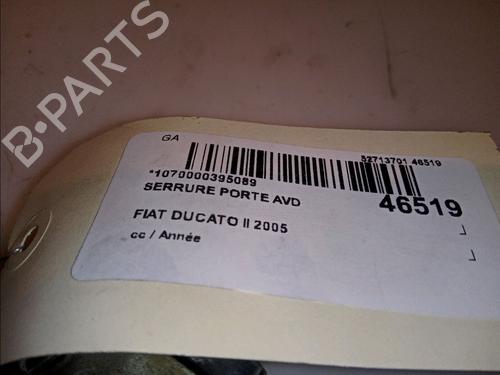 B-PARTS
GA
52713701 46519
*1070000395089
SERRURE PORTE AVD
46519
FIAT DUCATO II 2005
cc / Année